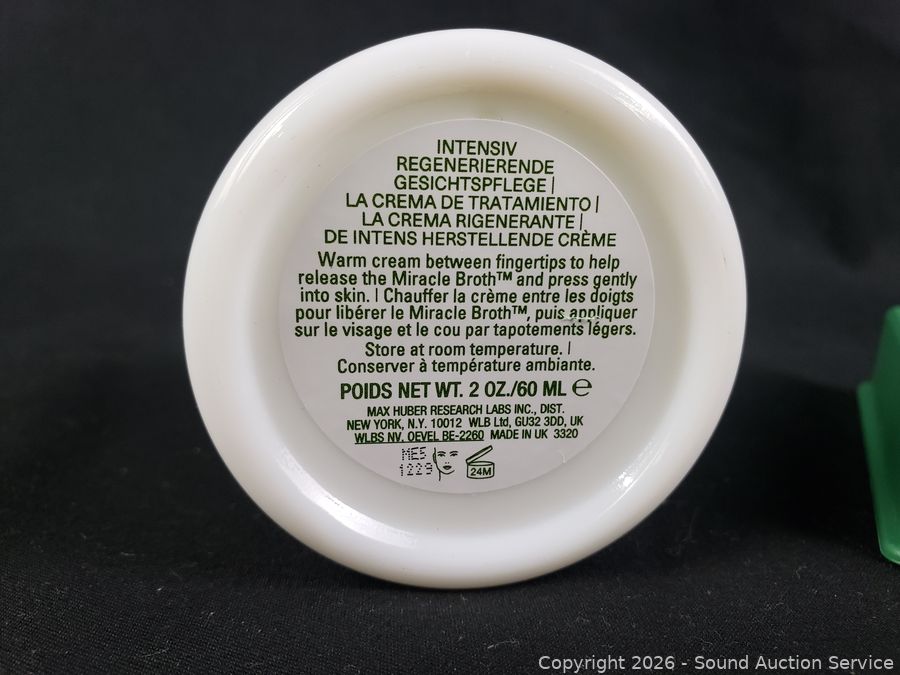 INTENSIV
REGENERIERENDE
GESICHTSPFLEGE |
LA CREMA DE TRATAMIENTO |
LA CREMA RIGENERANTE |
DE INTENS HERSTELLENDE CRÈME
Warm cream between fingertips to help
release the Miracle Broth™ and press gently
into skin. | Chauffer la crème entre les doigts
pour libérer le Miracle Broth™, puis appliquer
sur le visage et le cou par tapotements légers.
Store at room temperature. |
Conserver à température ambiante.
POIDS NET WT. 2 OZ./60 ML ℮
MAX HUBER RESEARCH LABS INC., DIST.
NEW YORK, N.Y. 10012 WLB Ltd, GU32 3DD, UK
WLBS NV, OEVEL BE-2260 MADE IN UK 3320
ME5
1229
24M
Copyright 2026 - Sound Auction Service